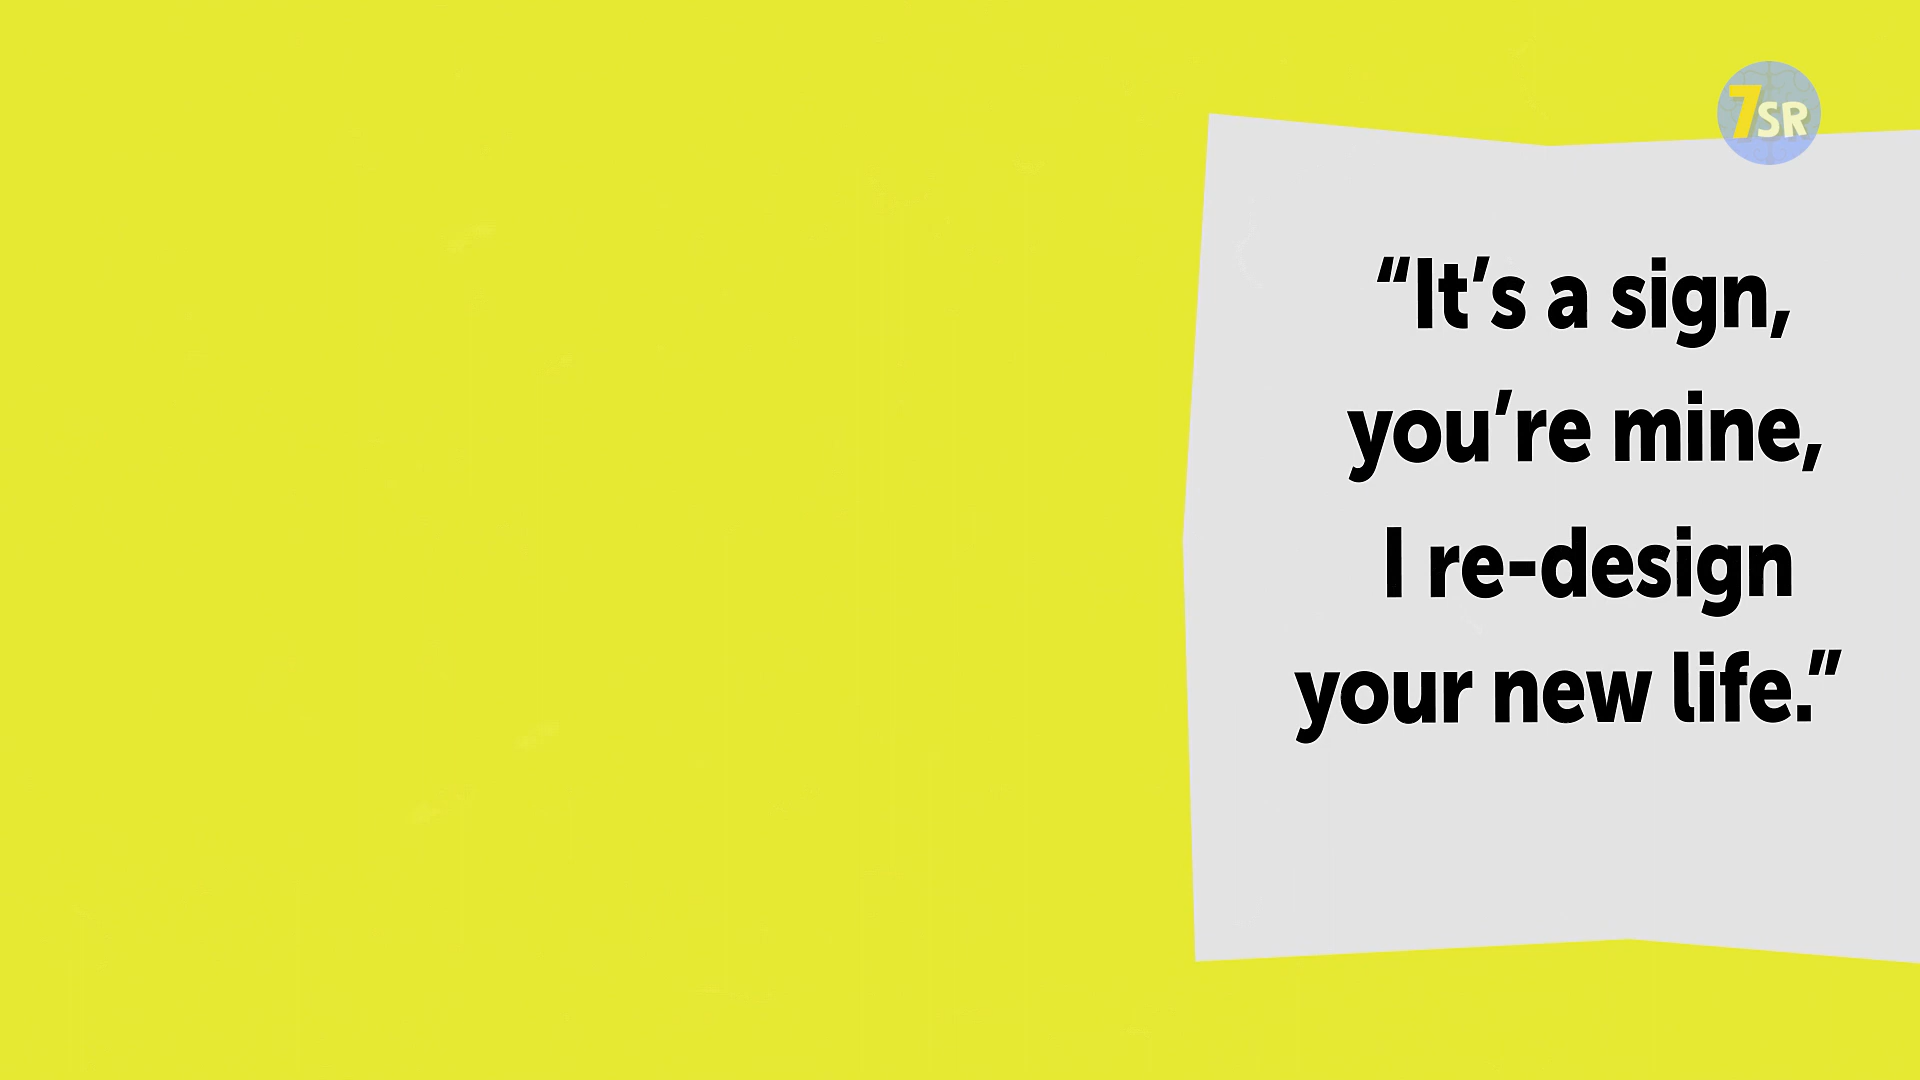 7SR
“It’s a sign,
you’re mine,
I re-design
your new life.”